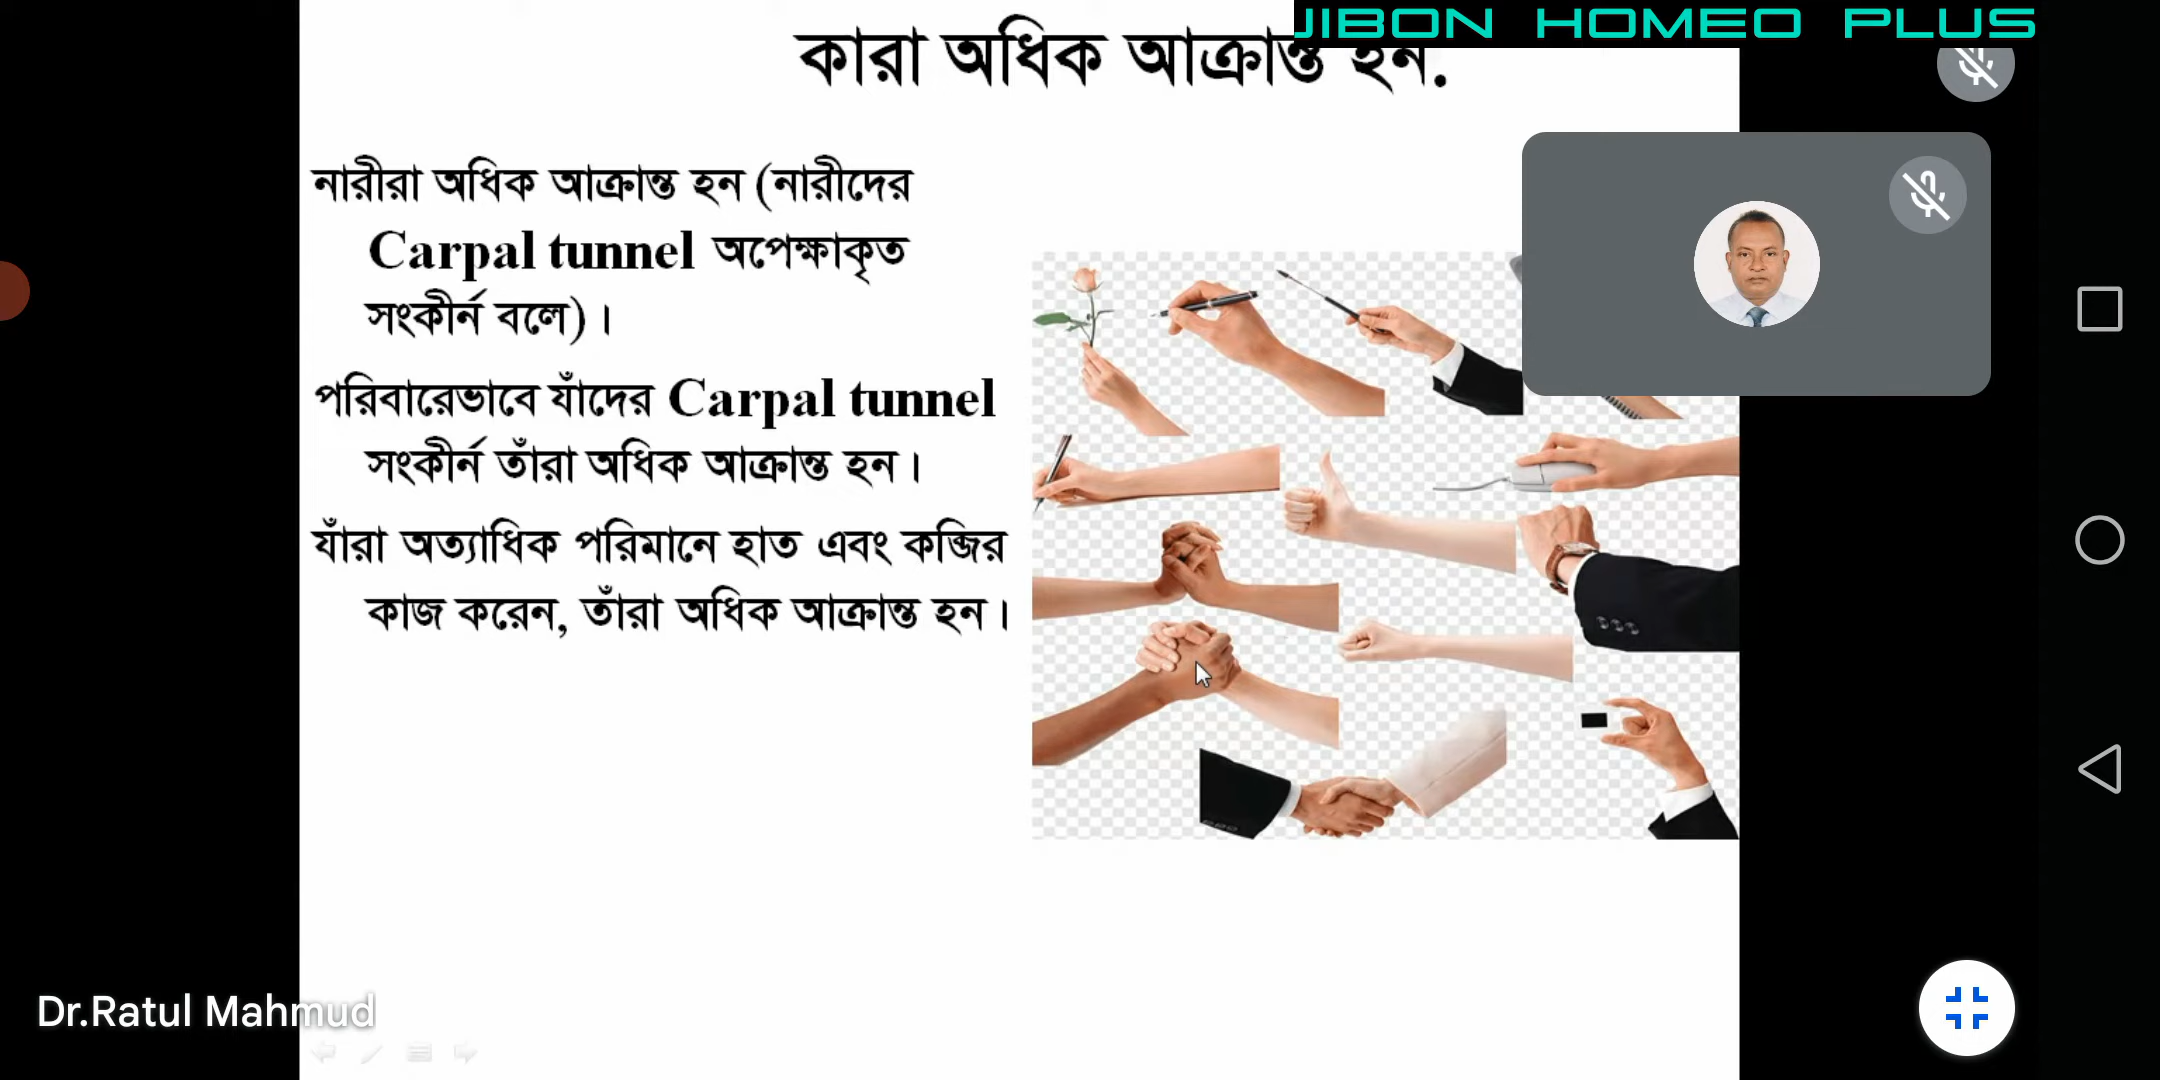 JIBON HOMEO PLUS
কারা অধিক আক্রান্ত হন.
নারীরা অধিক আক্রান্ত হন (নারীদের
Carpal tunnel অপেক্ষাকৃত
সংকীর্ন বলে)।
পরিবারেভাবে যাঁদের Carpal tunnel
সংকীর্ন তাঁরা অধিক আক্রান্ত হন।
যাঁরা অত্যাধিক পরিমানে হাত এবং কব্জির
কাজ করেন, তাঁরা অধিক আক্রান্ত হন।
Dr.Ratul Mahmud